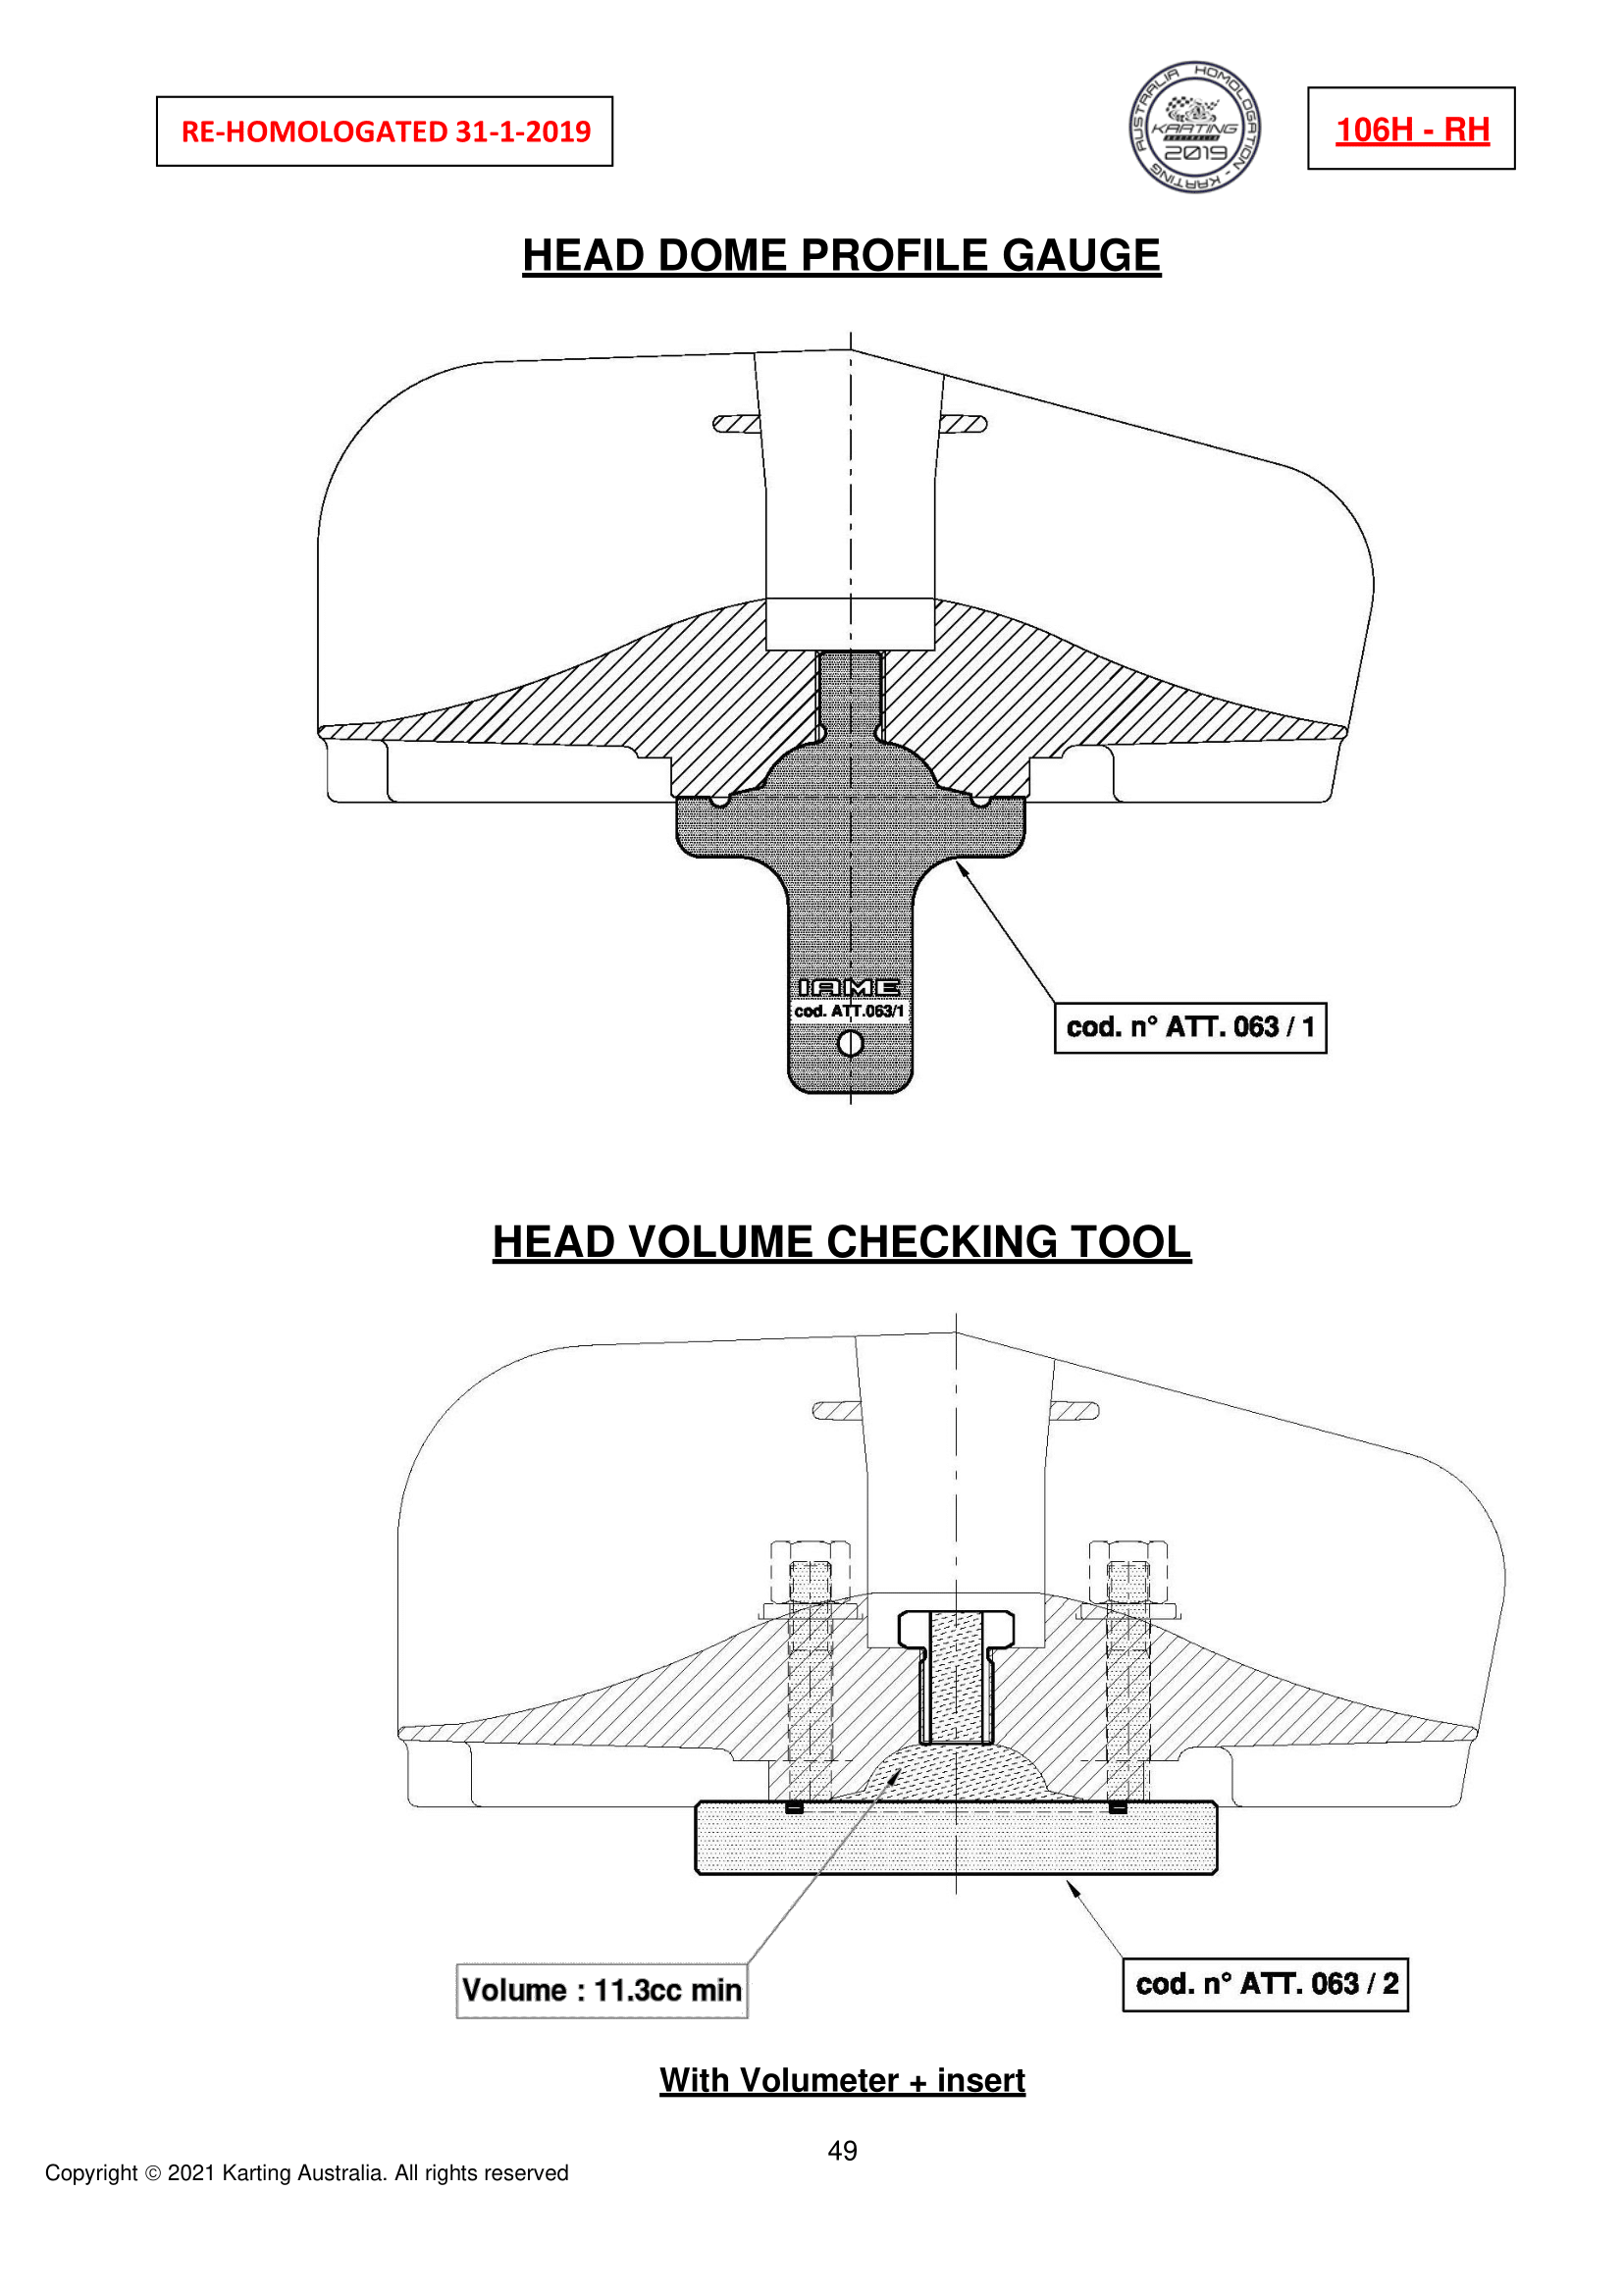 RE-HOMOLOGATED 31-1-2019
AUSTRALIA HOMOLOGATION - KARTING
KARTING
AUSTRALIA
2019
106H - RH
HEAD DOME PROFILE GAUGE
IAME
cod. ATT.063/1
cod. n° ATT. 063 / 1
HEAD VOLUME CHECKING TOOL
Volume : 11.3cc min
cod. n° ATT. 063 / 2
With Volumeter + insert
49
Copyright © 2021 Karting Australia. All rights reserved